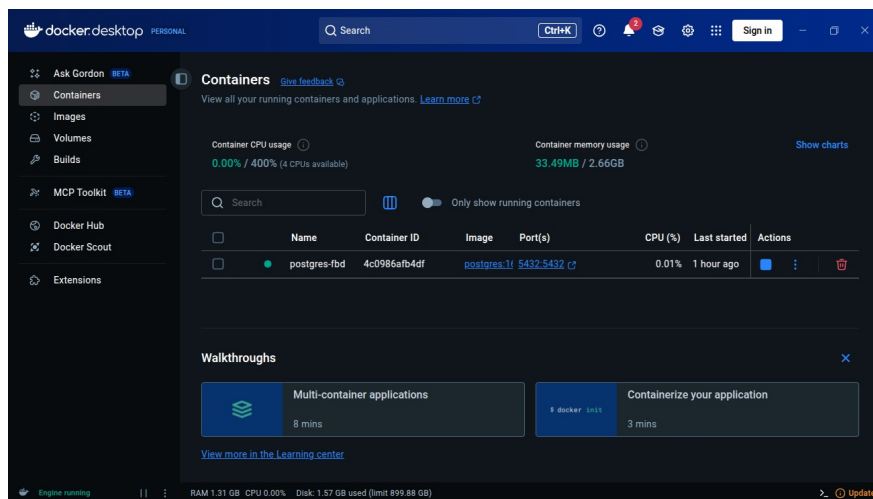 docker.desktop PERSONAL
Search Ctrl+K
2
Sign in
Ask Gordon BETA
Containers
Images
Volumes
Builds
MCP Toolkit BETA
Docker Hub
Docker Scout
Extensions
Containers Give feedback
View all your running containers and applications. Learn more
Container CPU usage
0.00% / 400% (4 CPUs available)
Container memory usage
33.49MB / 2.66GB
Show charts
Search
Only show running containers
Name Container ID Image Port(s) CPU (%) Last started Actions
postgres-fbd 4c0986afb4df postgres:16 5432:5432 0.01% 1 hour ago
Walkthroughs
Multi-container applications
8 mins
$ docker init
Containerize your application
3 mins
View more in the Learning center
Engine running
RAM 1.31 GB CPU 0.00% Disk: 1.57 GB used (limit 899.88 GB)
>_ Update